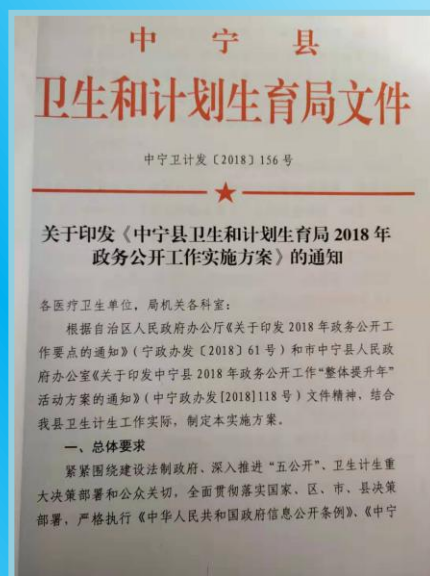 中宁县
卫生和计划生育局文件
中宁卫计发〔2018〕156号
关于印发《中宁县卫生和计划生育局2018年
政务公开工作实施方案》的通知
各医疗卫生单位，局机关各科室：
根据自治区人民政府办公厅《关于印发2018年政务公开工
作要点的通知》（宁政办发〔2018〕61号）和市中宁县人民政
府办公室《关于印发中宁县2018年政务公开工作“整体提升年”
活动方案的通知》（中宁政办发[2018]118号）文件精神，结合
我县卫生计生工作实际，制定本实施方案。
一、总体要求
紧紧围绕建设法制政府、深入推进“五公开”、卫生计生重
大决策部署和公众关切，全面贯彻落实国家、区、市、县决策
部署，严格执行《中华人民共和国政府信息公开条例》、《中宁